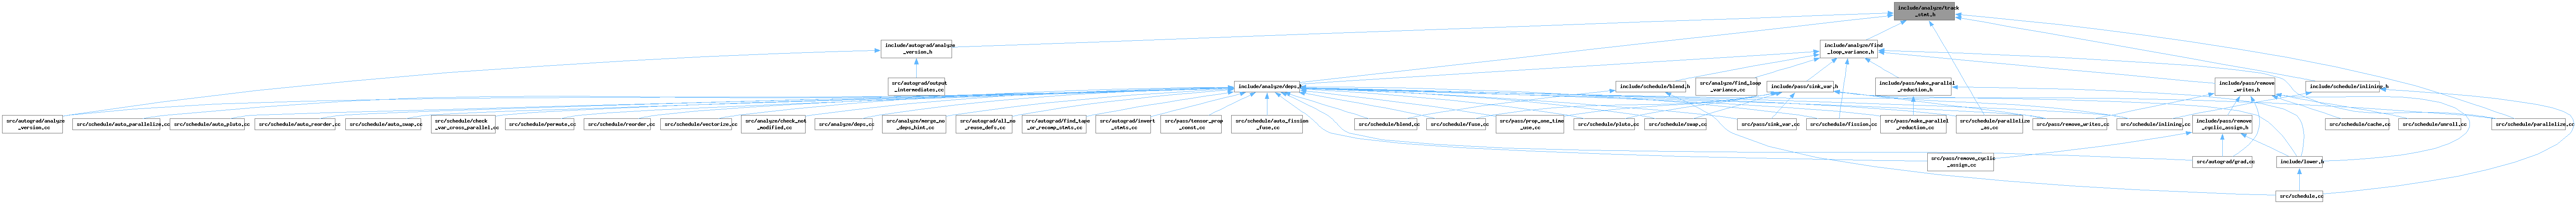 include/analyze/track
_stmt.h
include/autograd/analyze
_version.h
include/analyze/find
_loop_variance.h
src/autograd/output
_intermediates.cc
include/analyze/deps.h
include/schedule/blend.h
src/analyze/find_loop
_variance.cc
include/pass/sink_var.h
include/pass/make_parallel
_reduction.h
include/pass/remove
_writes.h
include/schedule/inlining.h
src/autograd/analyze
_version.cc
src/schedule/auto_parallelize.cc
src/schedule/auto_pluto.cc
src/schedule/auto_reorder.cc
src/schedule/auto_swap.cc
src/schedule/check
_var_cross_parallel.cc
src/schedule/permute.cc
src/schedule/reorder.cc
src/schedule/vectorize.cc
src/analyze/check_not
_modified.cc
src/analyze/deps.cc
src/analyze/merge_no
_deps_hint.cc
src/autograd/all_no
_reuse_defs.cc
src/autograd/find_tape
_or_recomp_stmts.cc
src/autograd/invert
_stmts.cc
src/pass/tensor_prop
_const.cc
src/schedule/auto_fission
_fuse.cc
src/schedule/blend.cc
src/schedule/fuse.cc
src/pass/prop_one_time
_use.cc
src/schedule/pluto.cc
src/schedule/swap.cc
src/pass/sink_var.cc
src/schedule/fission.cc
src/pass/make_parallel
_reduction.cc
src/schedule/parallelize
_as.cc
src/pass/remove_writes.cc
src/schedule/inlining.cc
include/pass/remove
_cyclic_assign.h
src/schedule/cache.cc
src/schedule/unroll.cc
src/schedule/parallelize.cc
src/pass/remove_cyclic
_assign.cc
src/autograd/grad.cc
include/lower.h
src/schedule.cc